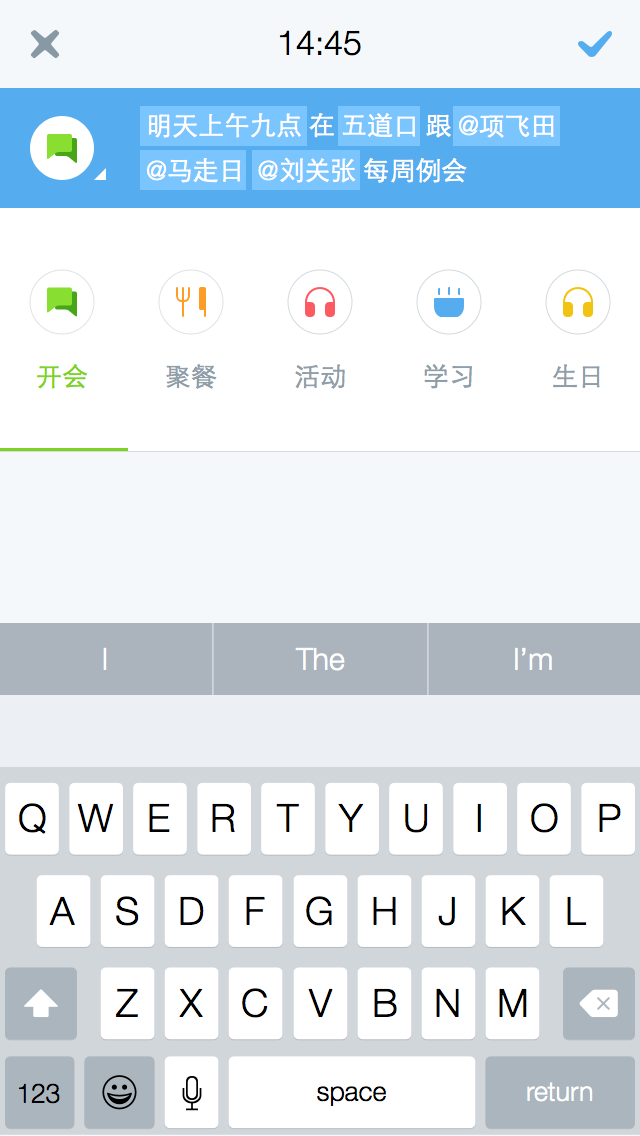 14:45
明天上午九点 在 五道口 跟 @项飞田
@马走日 @刘关张 每周例会
开会 聚餐 活动 学习 生日
I The I'm
Q W E R T Y U I O P
A S D F G H J K L
Z X C V B N M
123 space return